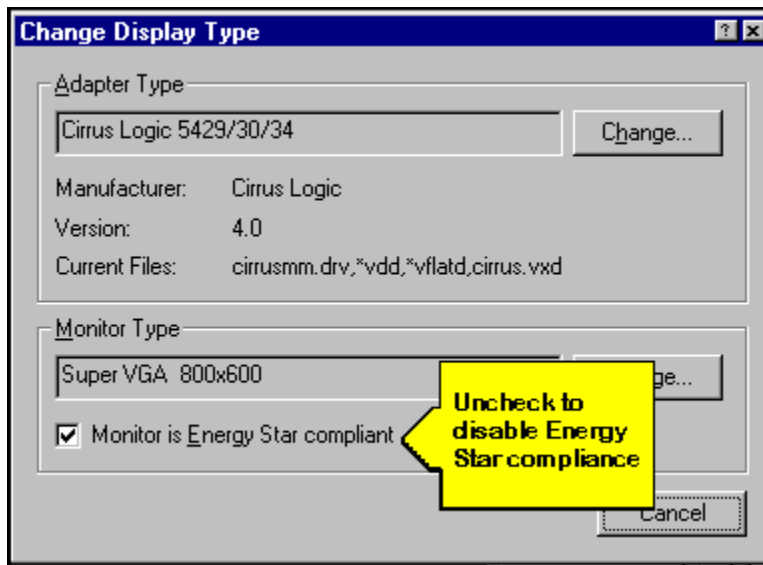 Change Display Type
Adapter Type
Cirrus Logic 5429/30/34
Change...
Manufacturer: Cirrus Logic
Version: 4.0
Current Files: cirrusmm.drv,*vdd,*vflatd,cirrus.vxd
Monitor Type
Super VGA 800x600
ge...
Monitor is Energy Star compliant
Uncheck to
disable Energy
Star compliance
Cancel